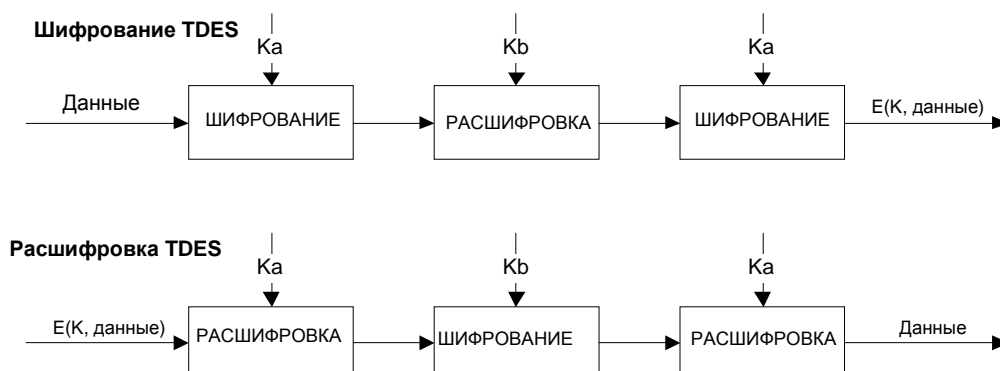 Шифрование TDES
Ka
Kb
Ka
Данные
ШИФРОВАНИЕ
РАСШИФРОВКА
ШИФРОВАНИЕ
E(K, данные)
Расшифровка TDES
Ka
Kb
Ka
E(K, данные)
РАСШИФРОВКА
ШИФРОВАНИЕ
РАСШИФРОВКА
Данные